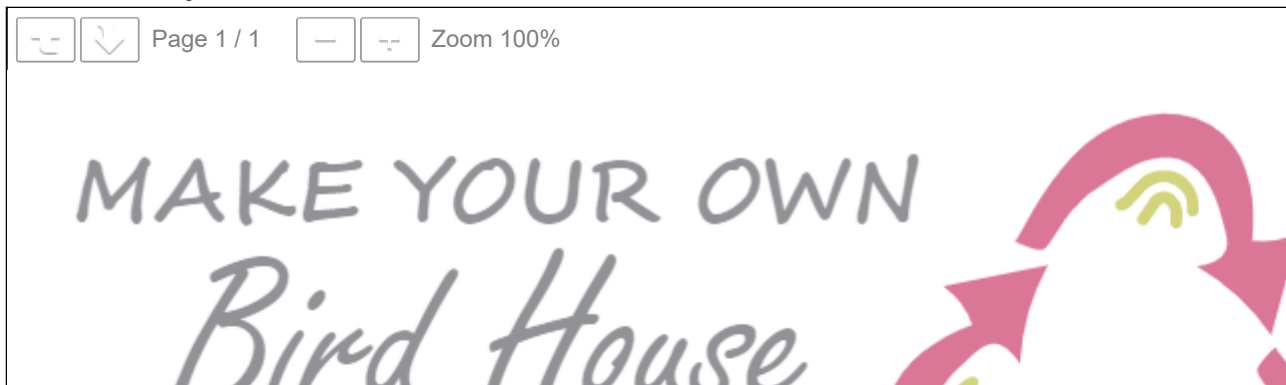 Page 1 / 1 Zoom 100%
MAKE YOUR OWN
Bird House